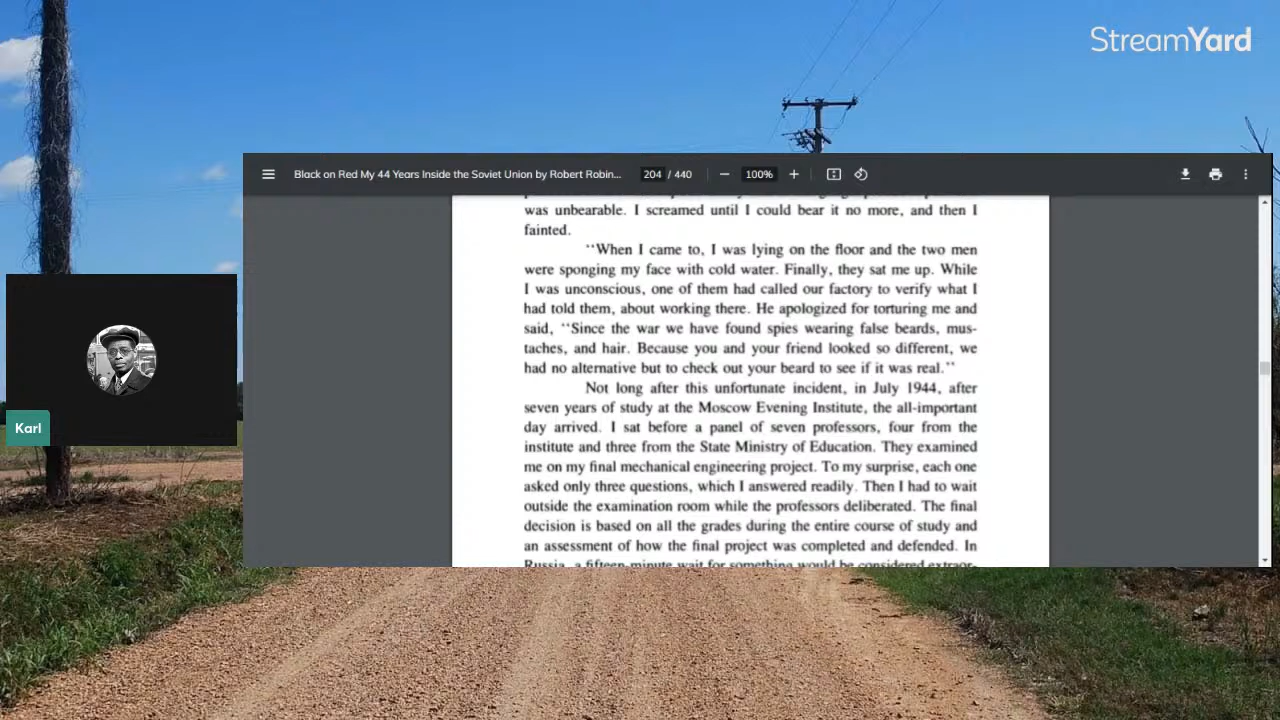 StreamYard
Black on Red My 44 Years Inside the Soviet Union by Robert Robin...
204 / 440
100%
was unbearable. I screamed until I could bear it no more, and then I
fainted.
"When I came to, I was lying on the floor and the two men
were sponging my face with cold water. Finally, they sat me up. While
I was unconscious, one of them had called our factory to verify what I
had told them, about working there. He apologized for torturing me and
said, "Since the war we have found spies wearing false beards, mus-
taches, and hair. Because you and your friend looked so different, we
had no alternative but to check out your beard to see if it was real."
Not long after this unfortunate incident, in July 1944, after
seven years of study at the Moscow Evening Institute, the all-important
day arrived. I sat before a panel of seven professors, four from the
institute and three from the State Ministry of Education. They examined
me on my final mechanical engineering project. To my surprise, each one
asked only three questions, which I answered readily. Then I had to wait
outside the examination room while the professors deliberated. The final
decision is based on all the grades during the entire course of study and
an assessment of how the final project was completed and defended. In
Russia, a fifteen-minute wait for something would be considered extraor-
Karl